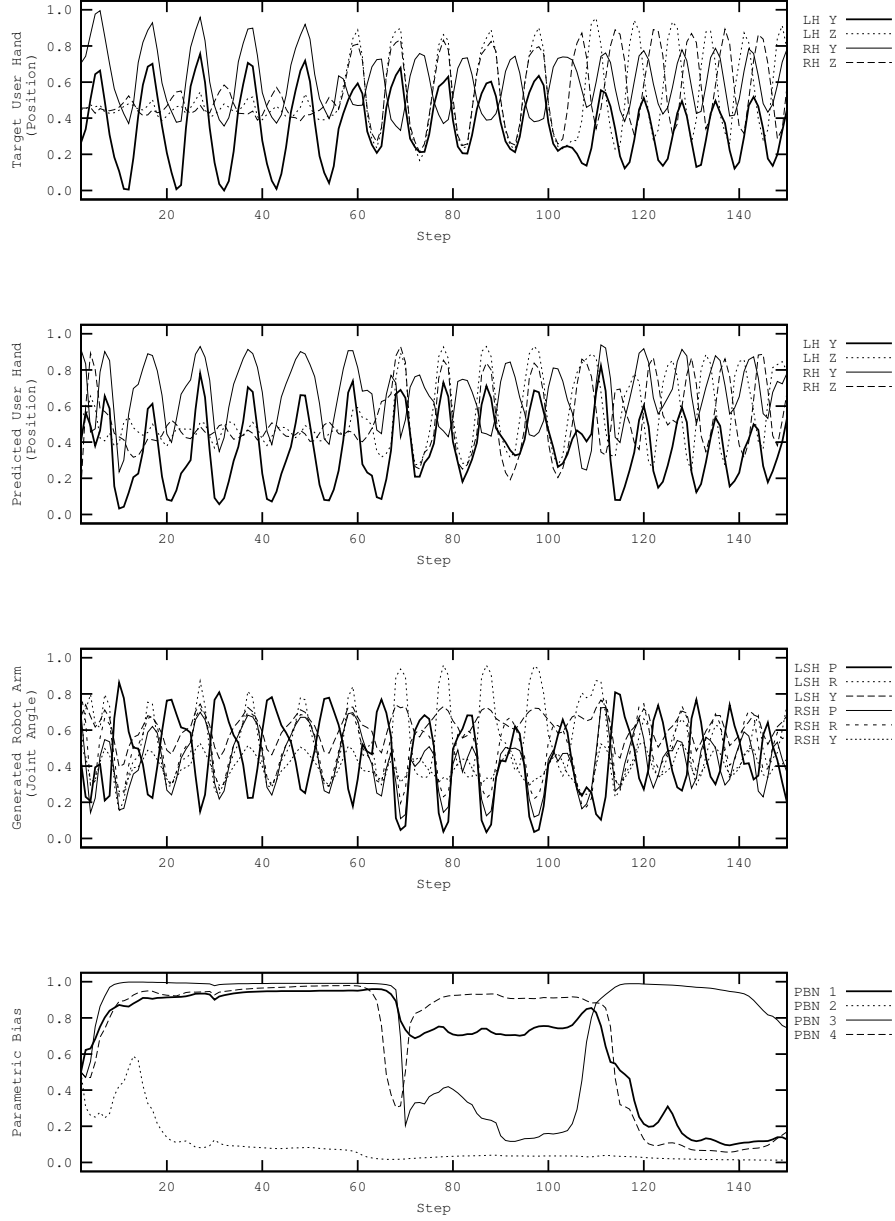 Target User Hand
(Position)
1.0
0.8
0.6
0.4
0.2
0.0
20 40 60 80 100 120 140
Step
LH Y
LH Z
RH Y
RH Z
Predicted User Hand
(Position)
1.0
0.8
0.6
0.4
0.2
0.0
20 40 60 80 100 120 140
Step
LH Y
LH Z
RH Y
RH Z
Generated Robot Arm
(Joint Angle)
1.0
0.8
0.6
0.4
0.2
0.0
20 40 60 80 100 120 140
Step
LSH P
LSH R
LSH Y
RSH P
RSH R
RSH Y
Parametric Bias
1.0
0.8
0.6
0.4
0.2
0.0
20 40 60 80 100 120 140
Step
PBN 1
PBN 2
PBN 3
PBN 4